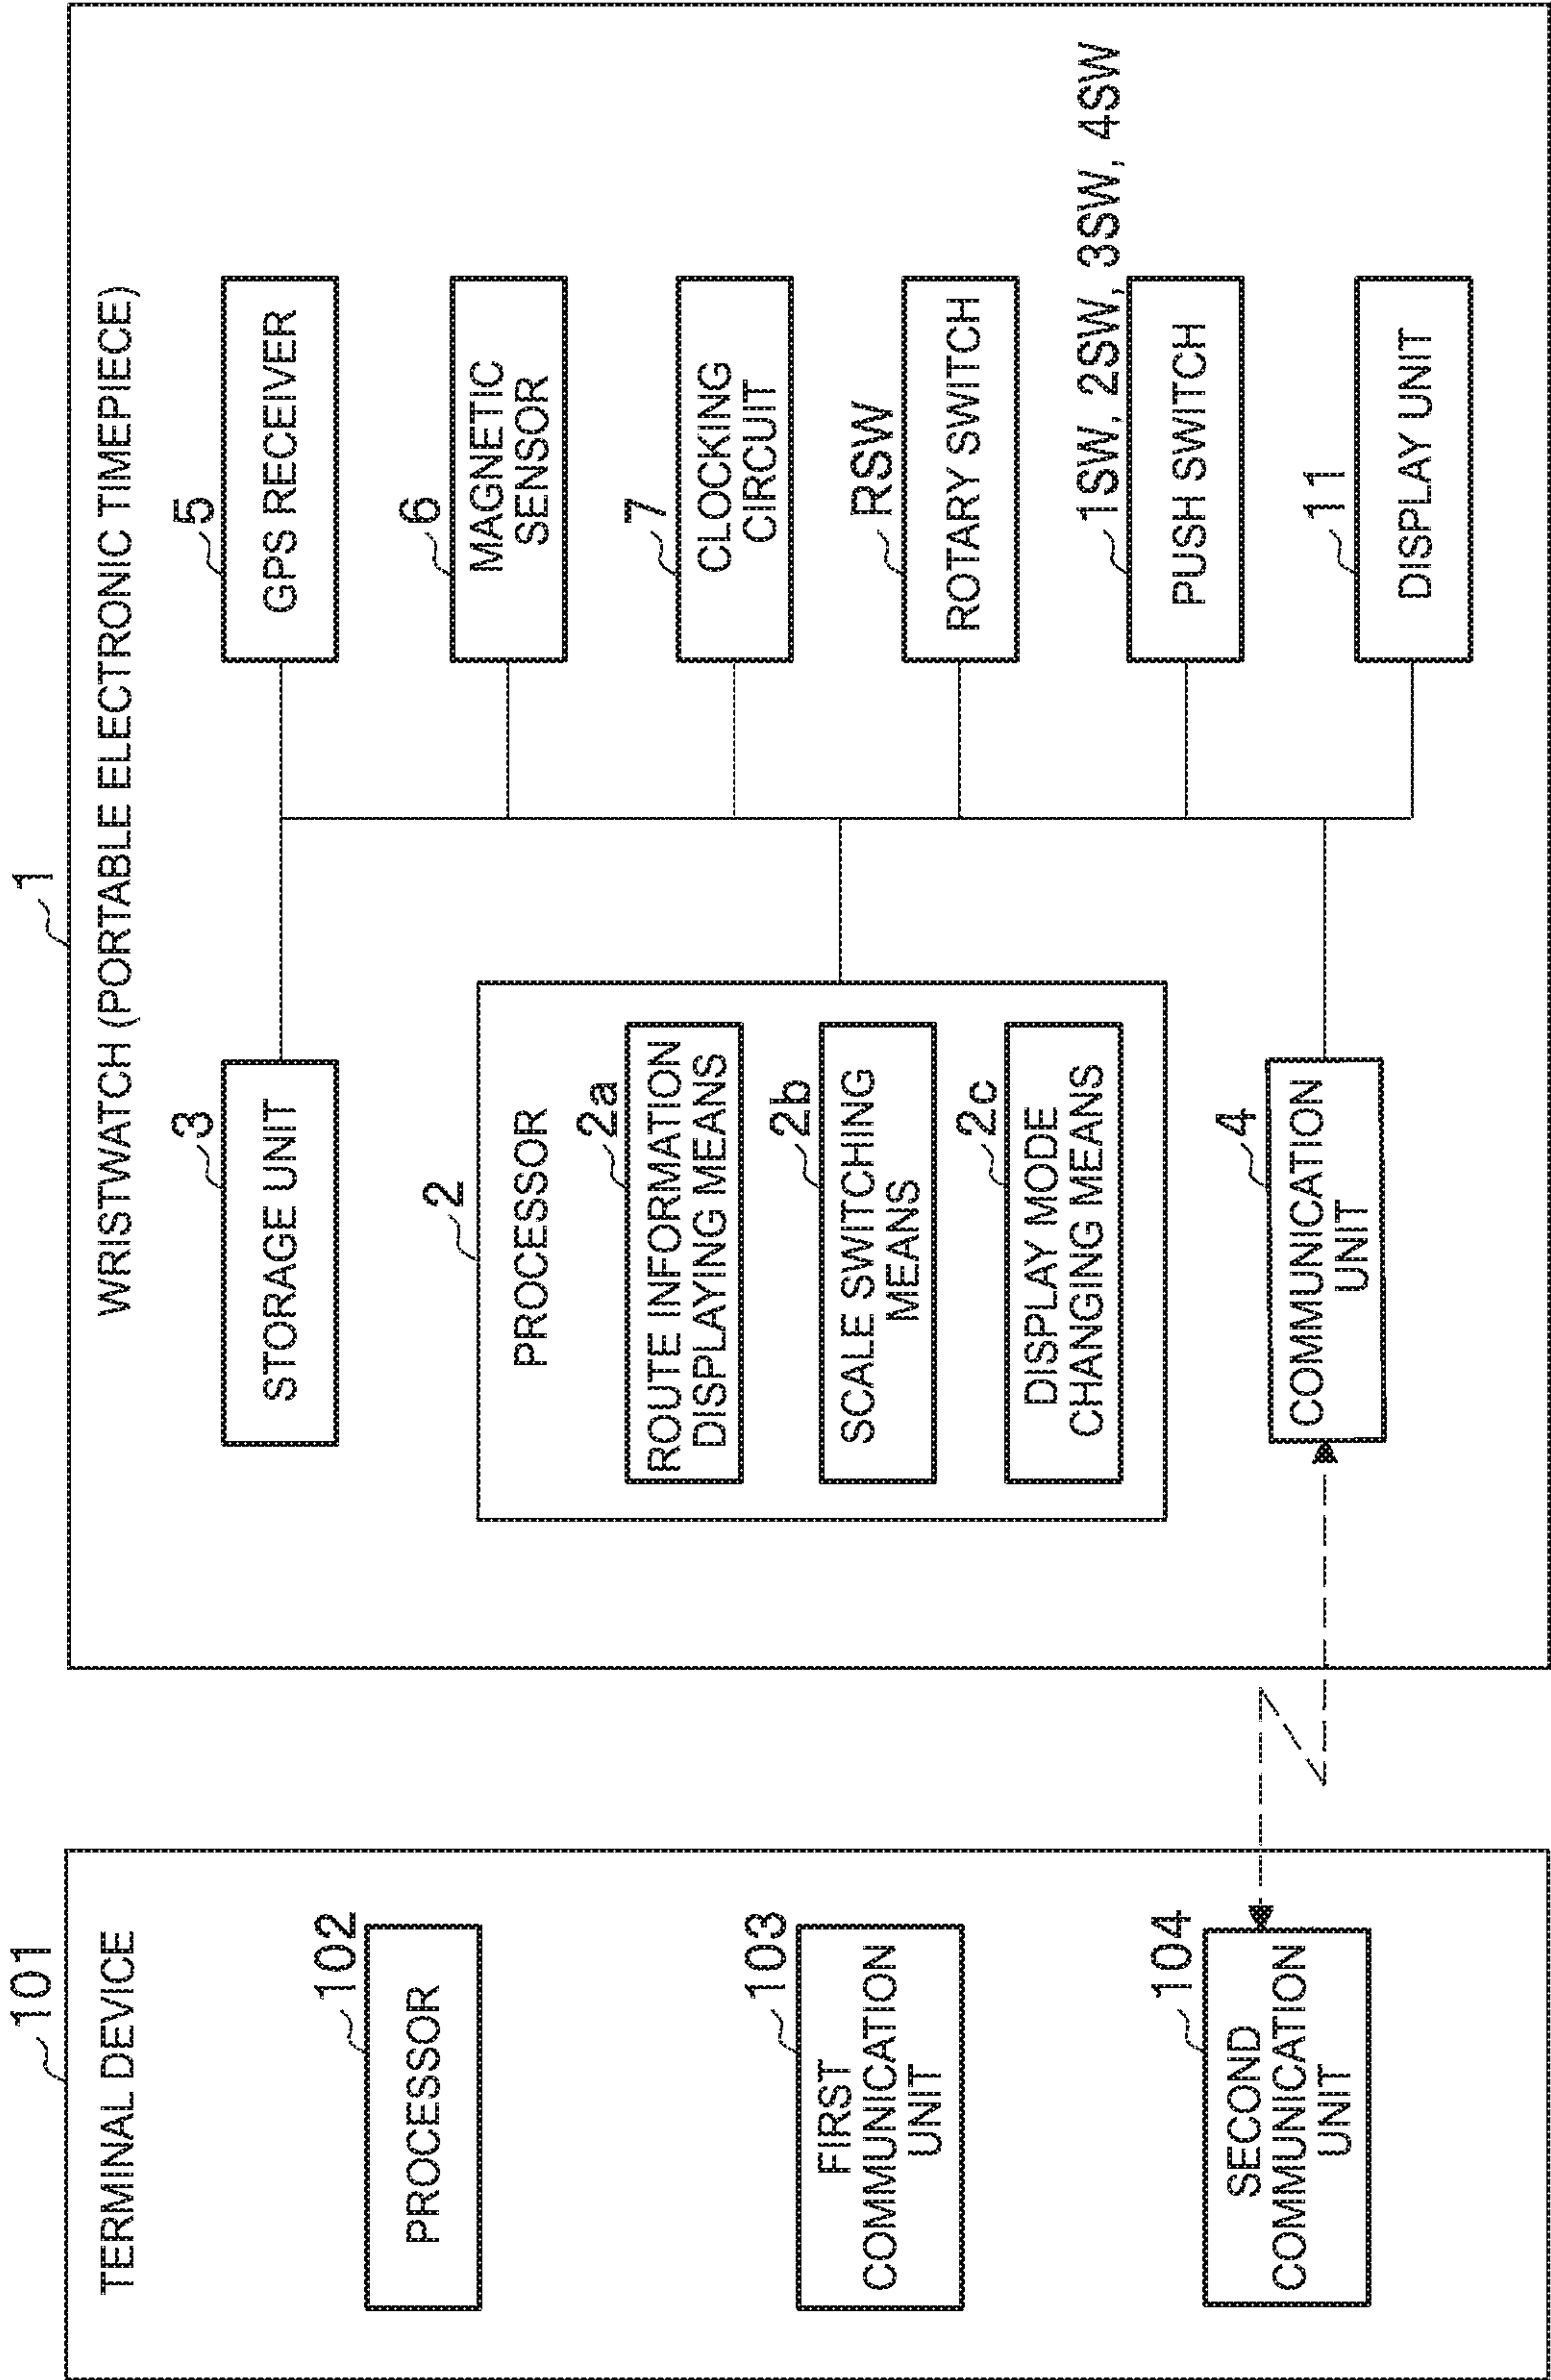 101
TERMINAL DEVICE
102
PROCESSOR
103
FIRST
COMMUNICATION
UNIT
104
SECOND
COMMUNICATION
UNIT
1
WRISTWATCH (PORTABLE ELECTRONIC TIMEPIECE)
3
STORAGE UNIT
2
PROCESSOR
2a
ROUTE INFORMATION
DISPLAYING MEANS
2b
SCALE SWITCHING
MEANS
2c
DISPLAY MODE
CHANGING MEANS
4
COMMUNICATION
UNIT
5
GPS RECEIVER
6
MAGNETIC
SENSOR
7
CLOCKING
CIRCUIT
RSW
ROTARY SWITCH
1SW, 2SW, 3SW, 4SW
PUSH SWITCH
11
DISPLAY UNIT